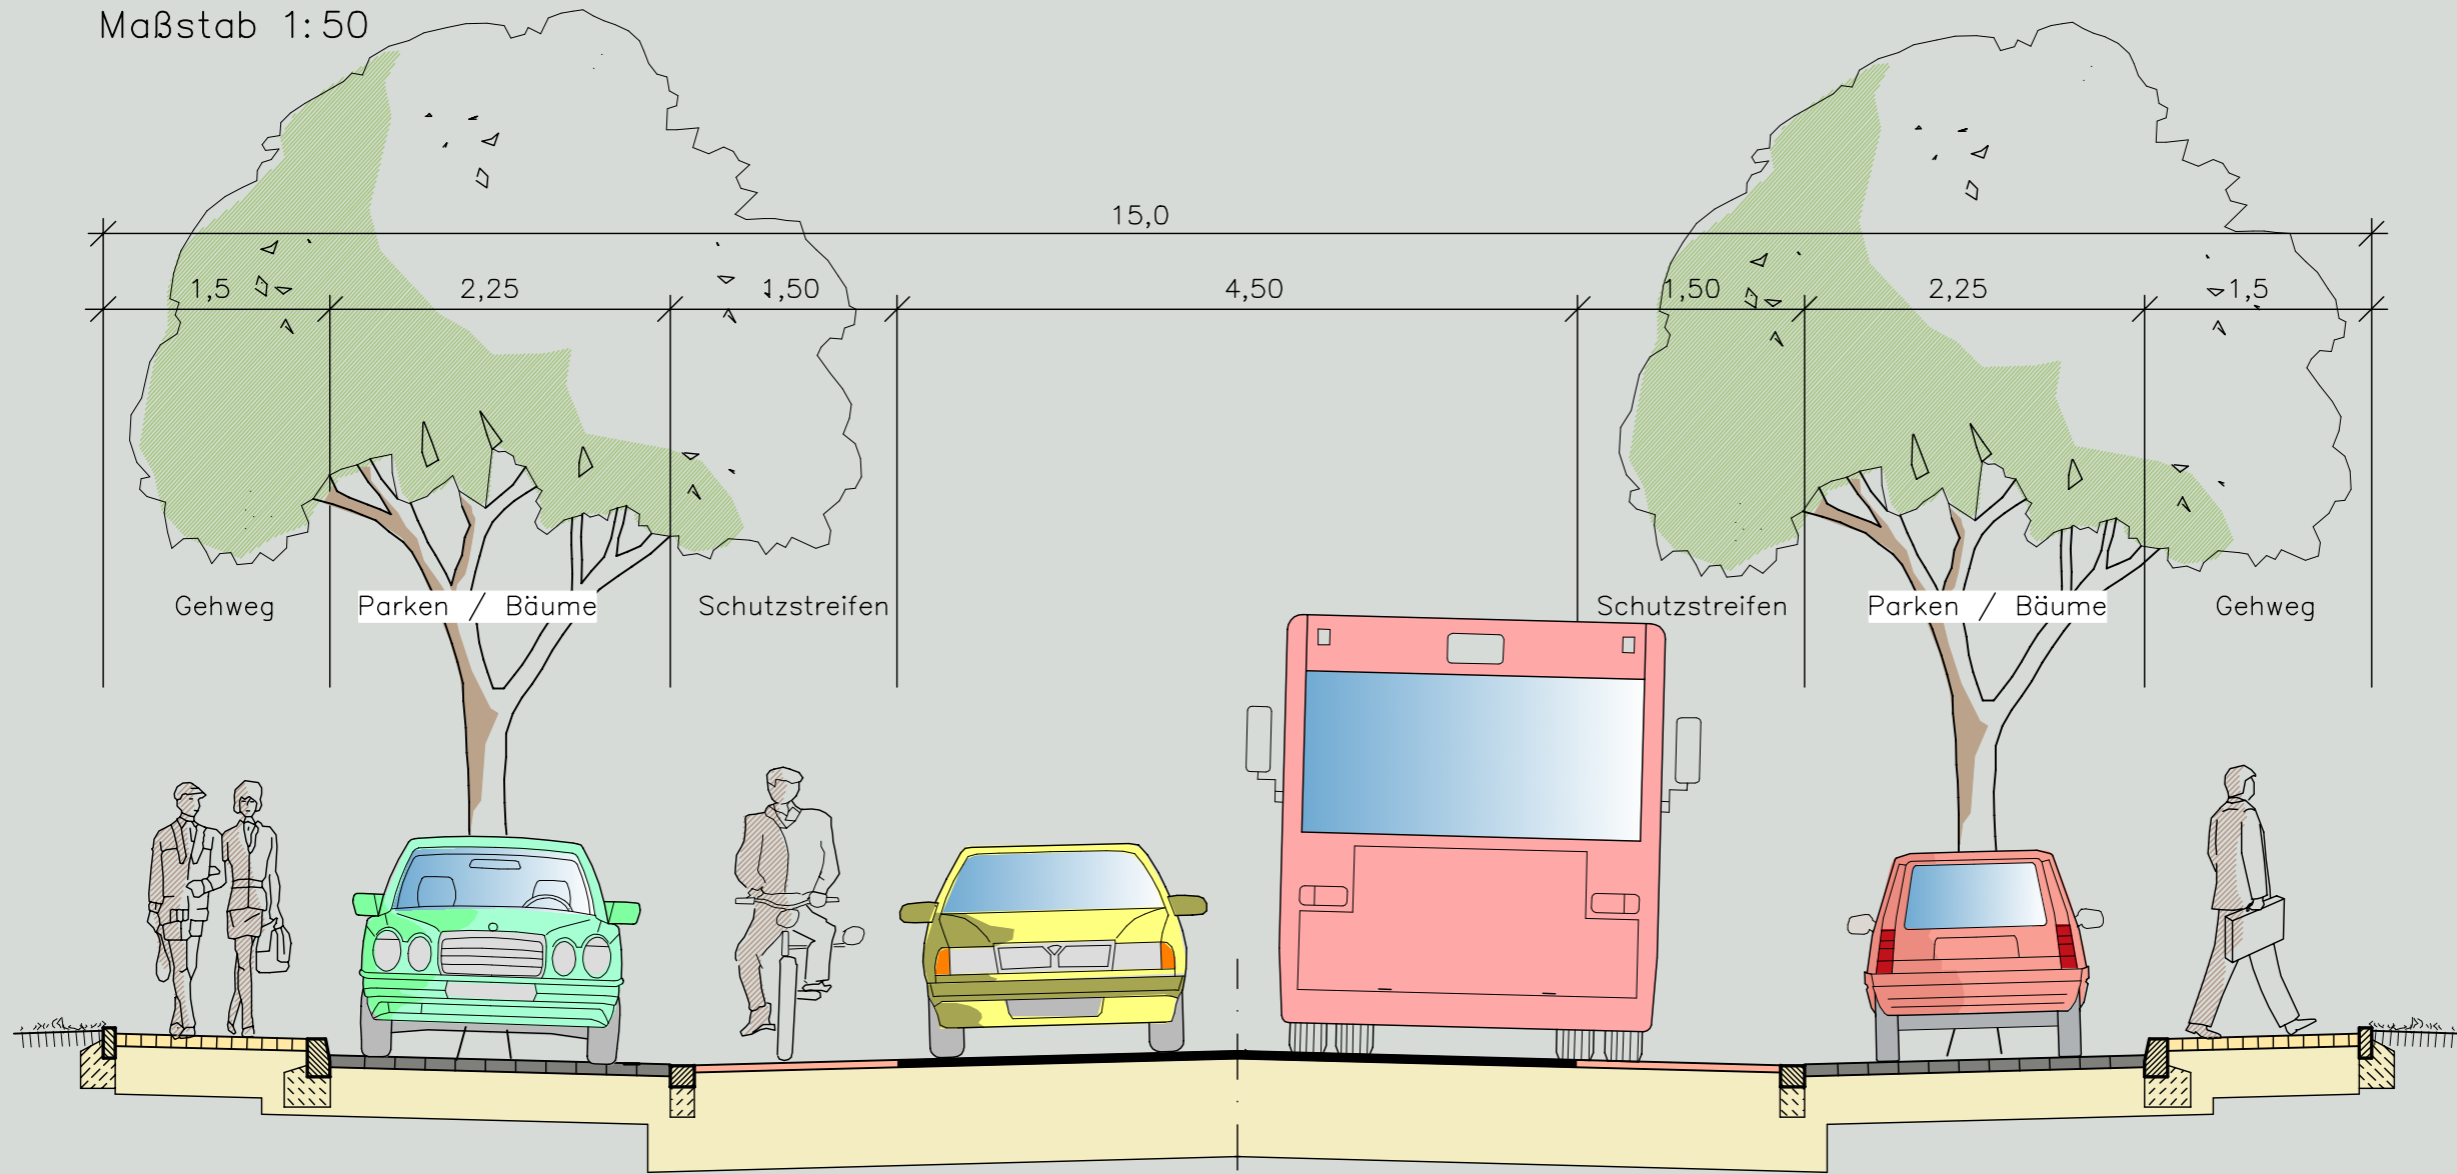 Maßstab 1:50
15,0
1,5 2,25 1,50 4,50 1,50 2,25 1,5
Gehweg Parken / Bäume Schutzstreifen Schutzstreifen Parken / Bäume Gehweg